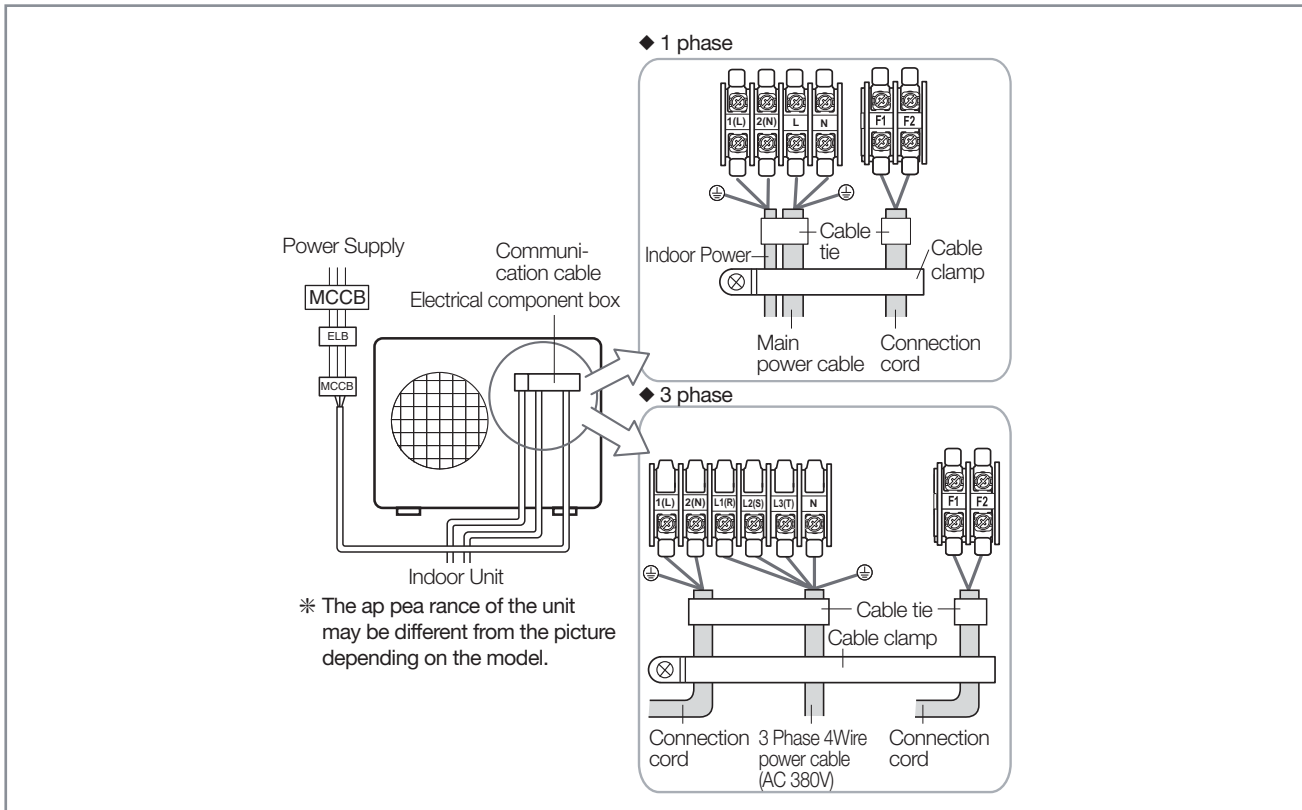 ◆ 1 phase
1(L) 2(N) L N F1 F2
Cable
tie
Indoor Power
Cable
clamp
Main
power cable
Connection
cord
Power Supply
MCCB
ELB
MCCB
Communi-
cation cable
Electrical component box
Indoor Unit
※ The ap pea rance of the unit
may be different from the picture
depending on the model.
◆ 3 phase
1(L) 2(N) L1(R) L2(S) L3(T) N F1 F2
Cable tie
Cable clamp
Connection
cord
3 Phase 4Wire
power cable
(AC 380V)
Connection
cord